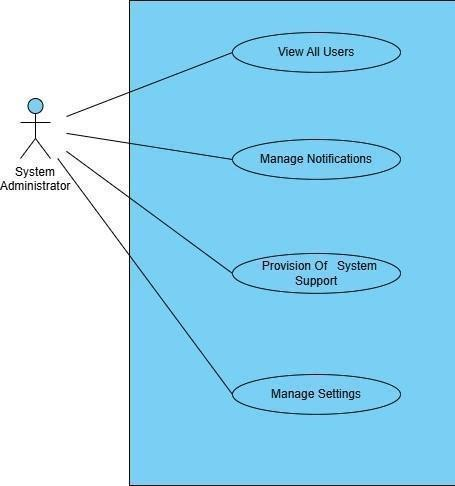 View All Users
Manage Notifications
System
Administrator
Provision Of System
Support
Manage Settings